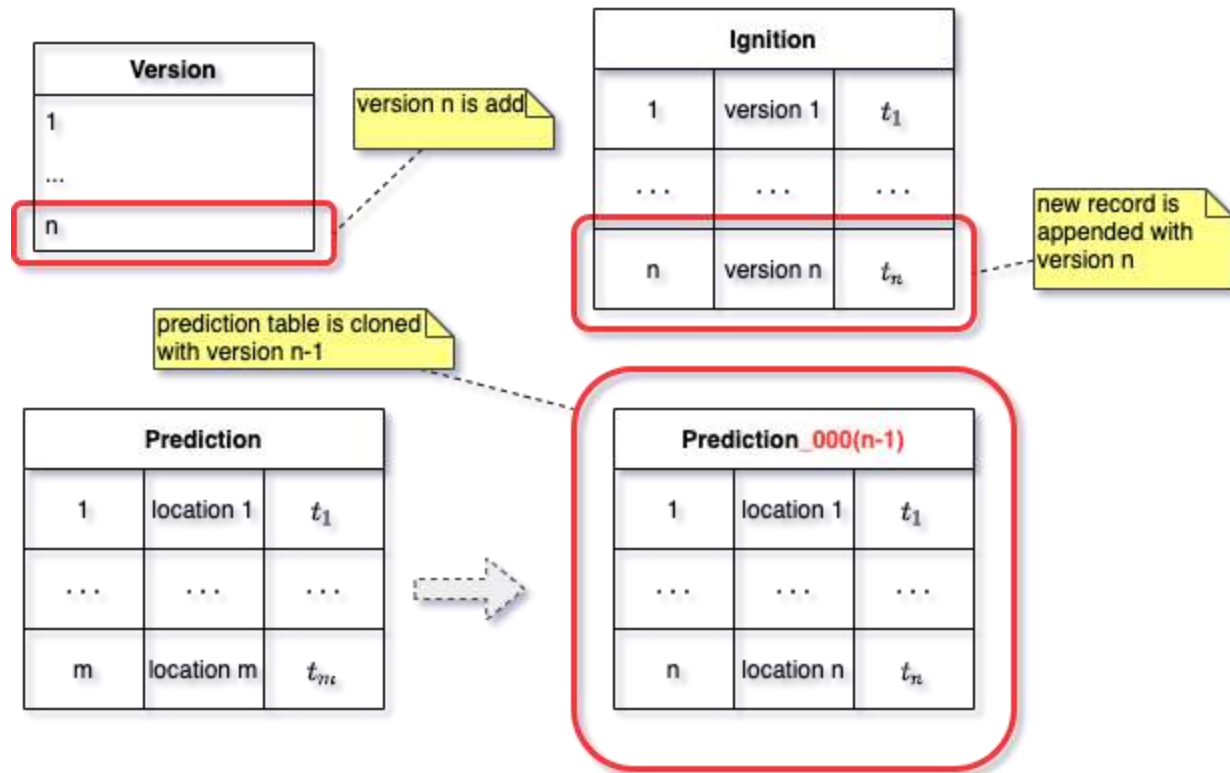 Version
1
...
n
version n is add
Ignition
1 version 1 t₁
... ... ...
n version n tₙ
new record is
appended with
version n
prediction table is cloned
with version n-1
Prediction
1 location 1 t₁
... ... ...
m location m tₘ
Prediction_000(n-1)
1 location 1 t₁
... ... ...
n location n tₙ